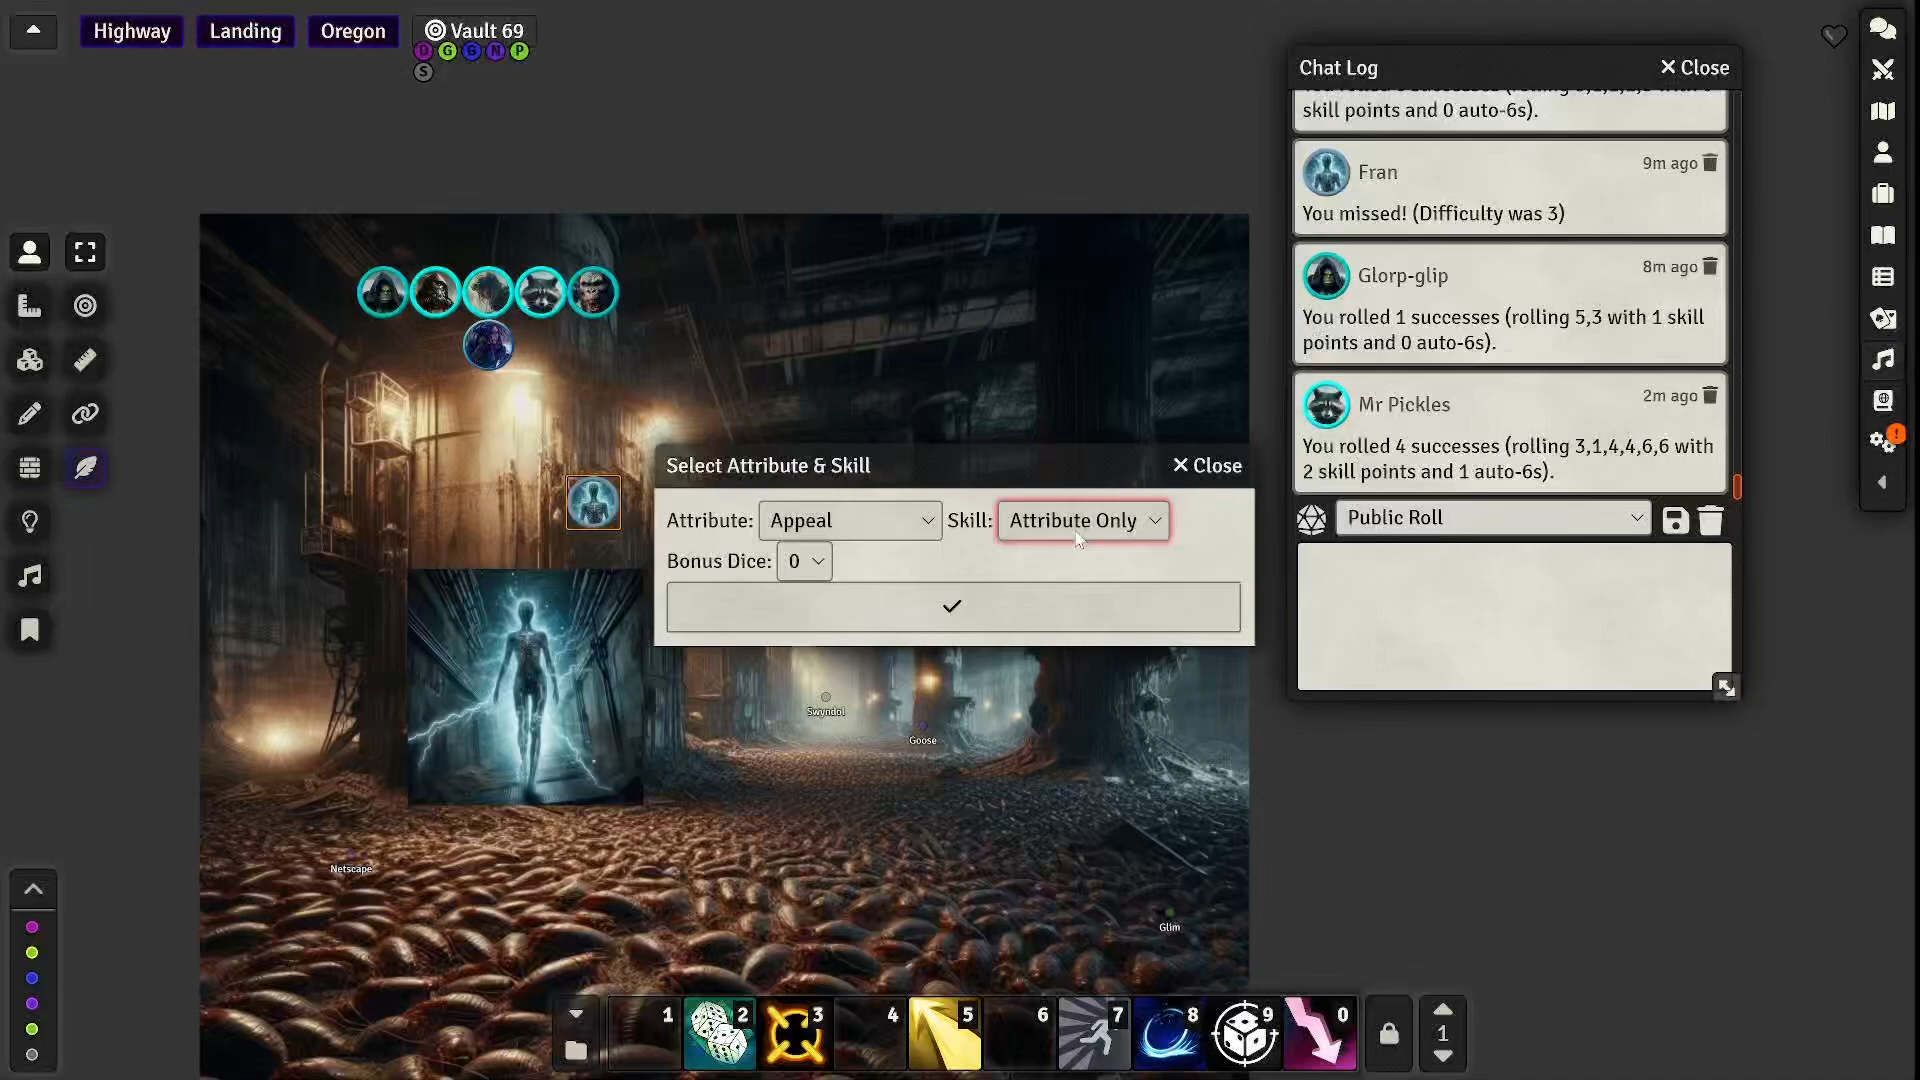 Highway
Landing
Oregon
Vault 69
D G G N P
S
Chat Log
Close
skill points and 0 auto-6s).
Fran
9m ago
You missed! (Difficulty was 3)
Glorp-glip
8m ago
You rolled 1 successes (rolling 5,3 with 1 skill
points and 0 auto-6s).
Mr Pickles
2m ago
You rolled 4 successes (rolling 3,1,4,4,6,6 with
2 skill points and 1 auto-6s).
Public Roll
Select Attribute & Skill
Close
Attribute: Appeal Skill: Attribute Only
Bonus Dice: 0
Swyndol
Goose
Netscape
Glim
1 2 3 4 5 6 7 8 9 0
1